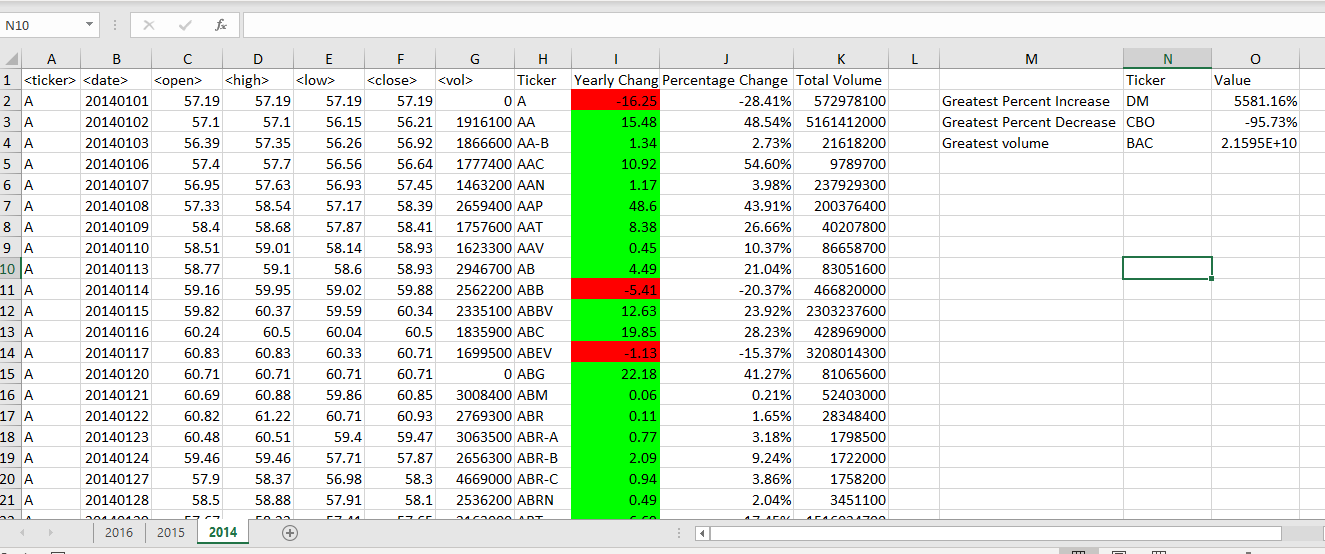 N10 fx
A B C D E F G H I J K L M N O
1 <ticker> <date> <open> <high> <low> <close> <vol> Ticker Yearly Chang Percentage Change Total Volume Ticker Value
2 A 20140101 57.19 57.19 57.19 57.19 0 A -16.25 -28.41% 572978100 Greatest Percent Increase DM 5581.16%
3 A 20140102 57.1 57.1 56.15 56.21 1916100 AA 15.48 48.54% 5161412000 Greatest Percent Decrease CBO -95.73%
4 A 20140103 56.39 57.35 56.26 56.92 1866600 AA-B 1.34 2.73% 21618200 Greatest volume BAC 2.1595E+10
5 A 20140106 57.4 57.7 56.56 56.64 1777400 AAC 10.92 54.60% 9789700
6 A 20140107 56.95 57.63 56.93 57.45 1463200 AAN 1.17 3.98% 237929300
7 A 20140108 57.33 58.54 57.17 58.39 2659400 AAP 48.6 43.91% 200376400
8 A 20140109 58.4 58.68 57.87 58.41 1757600 AAT 8.38 26.66% 40207800
9 A 20140110 58.51 59.01 58.14 58.93 1623300 AAV 0.45 10.37% 86658700
10 A 20140113 58.77 59.1 58.6 58.93 2946700 AB 4.49 21.04% 83051600
11 A 20140114 59.16 59.95 59.02 59.88 2562200 ABB -5.41 -20.37% 466820000
12 A 20140115 59.82 60.37 59.59 60.34 2335100 ABBV 12.63 23.92% 2303237600
13 A 20140116 60.24 60.5 60.04 60.5 1835900 ABC 19.85 28.23% 428969000
14 A 20140117 60.83 60.83 60.33 60.71 1699500 ABEV -1.13 -15.37% 3208014300
15 A 20140120 60.71 60.71 60.71 60.71 0 ABG 22.18 41.27% 81065600
16 A 20140121 60.69 60.88 59.86 60.85 3008400 ABM 0.06 0.21% 52403000
17 A 20140122 60.82 61.22 60.71 60.93 2769300 ABR 0.11 1.65% 28348400
18 A 20140123 60.48 60.51 59.4 59.47 3063500 ABR-A 0.77 3.18% 1798500
19 A 20140124 59.46 59.46 57.71 57.87 2656300 ABR-B 2.09 9.24% 1722000
20 A 20140127 57.9 58.37 56.98 58.3 4669000 ABR-C 0.94 3.86% 1758200
21 A 20140128 58.5 58.88 57.91 58.1 2536200 ABRN 0.49 2.04% 3451100
2016 2015 2014